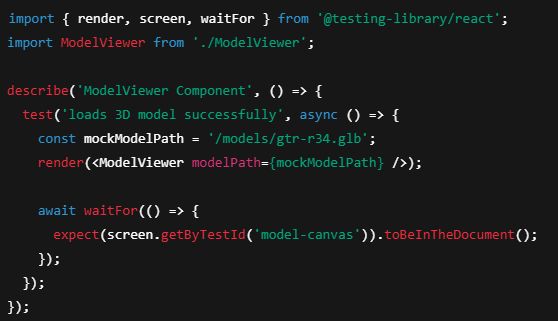 import { render, screen, waitFor } from '@testing-library/react';
import ModelViewer from './ModelViewer';

describe('ModelViewer Component', () => {
  test('loads 3D model successfully', async () => {
    const mockModelPath = '/models/gtr-r34.glb';
    render(<ModelViewer modelPath={mockModelPath} />);

    await waitFor(() => {
      expect(screen.getByTestId('model-canvas')).toBeInTheDocument();
    });
  });
});